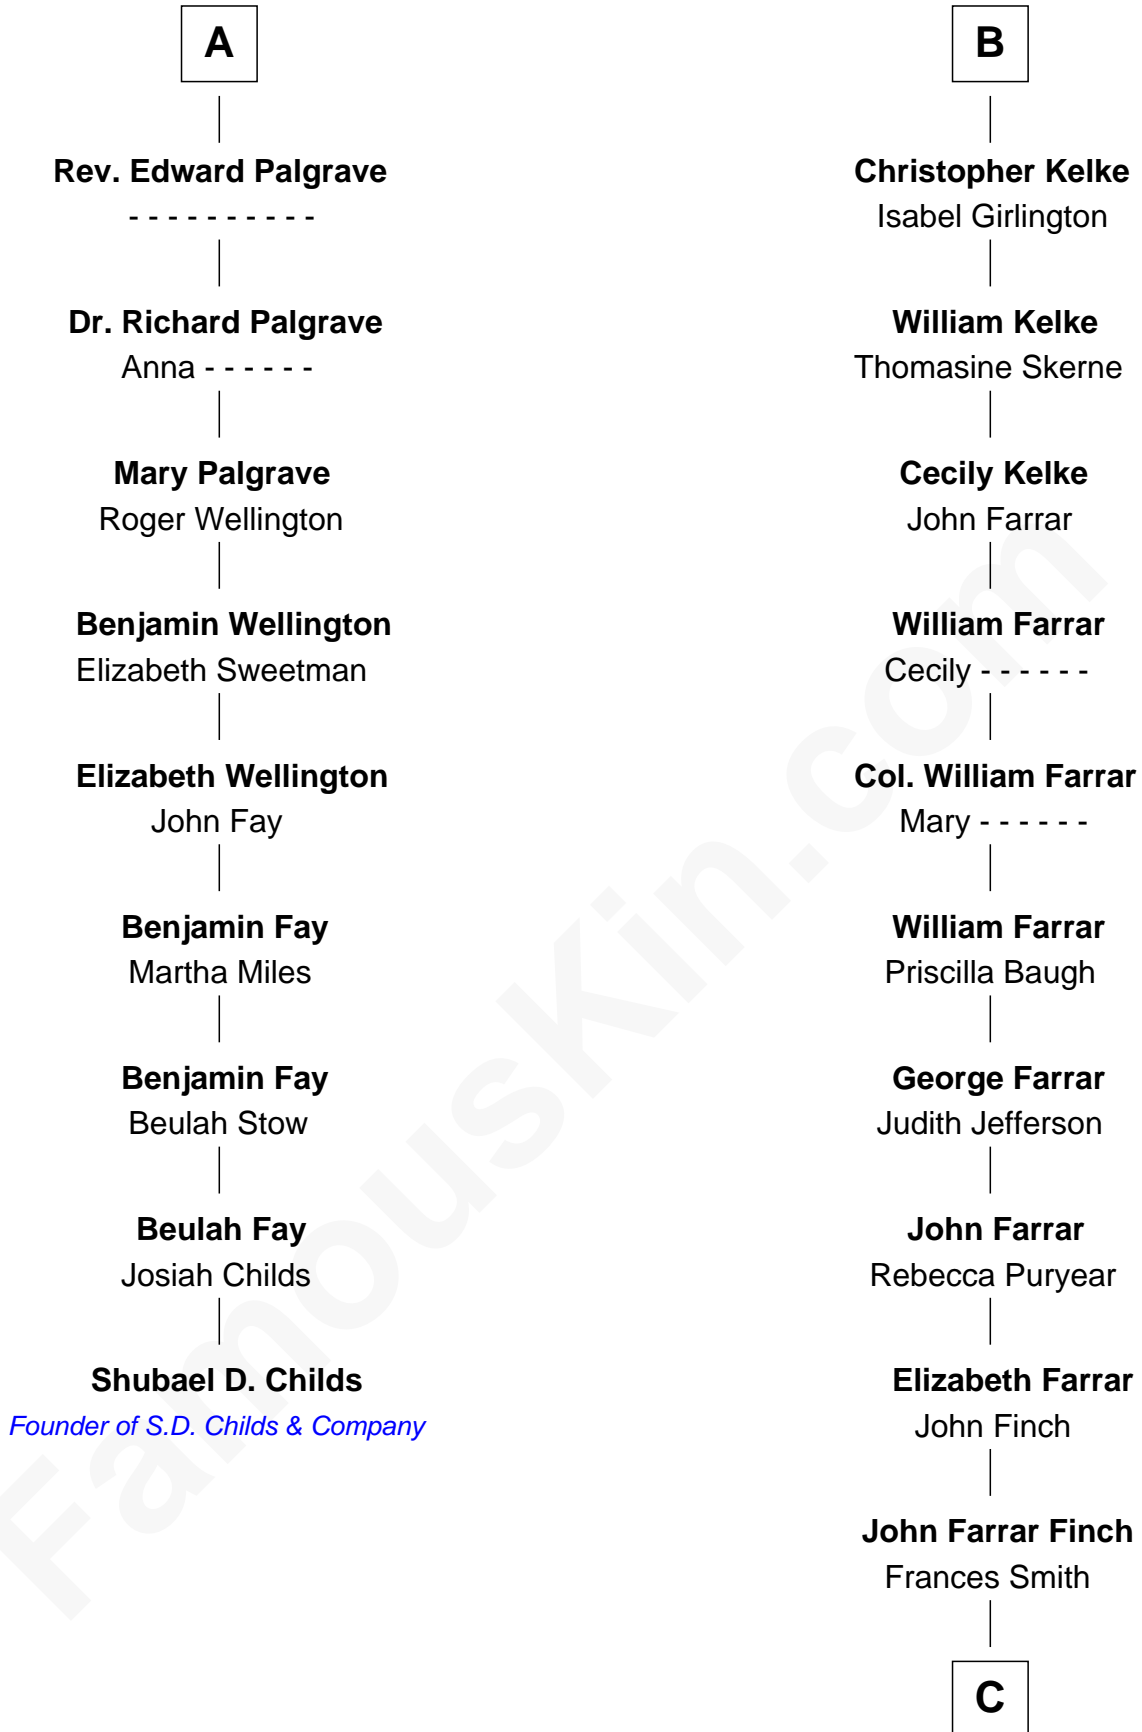 A
Rev. Edward Palgrave
- - - - - - - - - -
Dr. Richard Palgrave
Anna - - - - - -
Mary Palgrave
Roger Wellington
Benjamin Wellington
Elizabeth Sweetman
Elizabeth Wellington
John Fay
Benjamin Fay
Martha Miles
Benjamin Fay
Beulah Stow
Beulah Fay
Josiah Childs
Shubael D. Childs
Founder of S.D. Childs & Company
B
Christopher Kelke
Isabel Girlington
William Kelke
Thomasine Skerne
Cecily Kelke
John Farrar
William Farrar
Cecily - - - - - -
Col. William Farrar
Mary - - - - - -
William Farrar
Priscilla Baugh
George Farrar
Judith Jefferson
John Farrar
Rebecca Puryear
Elizabeth Farrar
John Finch
John Farrar Finch
Frances Smith
C
FamousKin.com